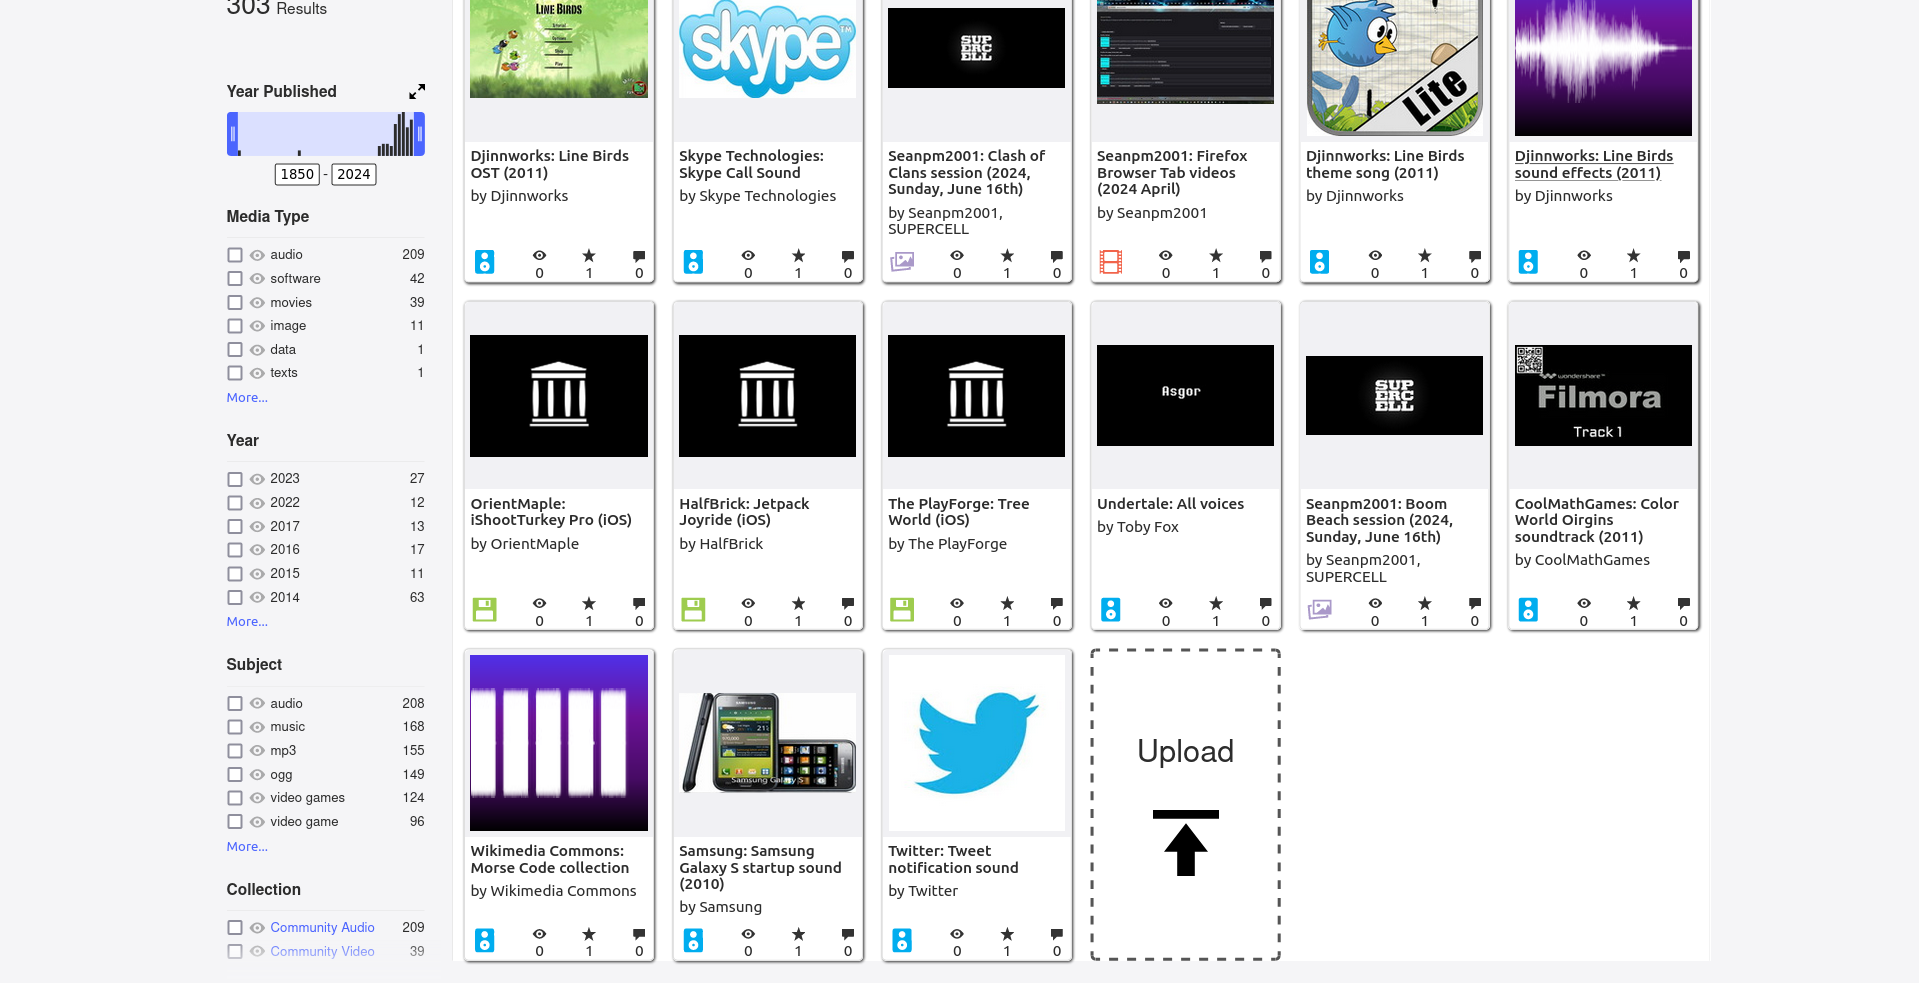 303 Results
Year Published
1850 - 2024
Media Type
audio 209
software 42
movies 39
image 11
data 1
texts 1
More...
Year
2023 27
2022 12
2017 13
2016 17
2015 11
2014 63
More...
Subject
audio 208
music 168
mp3 155
ogg 149
video games 124
video game 96
More...
Collection
Community Audio 209
Community Video 39
LINE BIRDS
Djinnworks: Line Birds
OST (2011)
by Djinnworks
0 1 0
skype
TM
Skype Technologies:
Skype Call Sound
by Skype Technologies
0 1 0
SUP
ERC
ELL
Seanpm2001: Clash of
Clans session (2024,
Sunday, June 16th)
by Seanpm2001,
SUPERCELL
0 1 0
Seanpm2001: Firefox
Browser Tab videos
(2024 April)
by Seanpm2001
0 1 0
Lite
Djinnworks: Line Birds
theme song (2011)
by Djinnworks
0 1 0
Djinnworks: Line Birds
sound effects (2011)
by Djinnworks
0 1 0
OrientMaple:
iShootTurkey Pro (iOS)
by OrientMaple
0 1 0
HalfBrick: Jetpack
Joyride (iOS)
by HalfBrick
0 1 0
The PlayForge: Tree
World (iOS)
by The PlayForge
0 1 0
Asgor
Undertale: All voices
by Toby Fox
0 1 0
SUP
ERC
ELL
Seanpm2001: Boom
Beach session (2024,
Sunday, June 16th)
by Seanpm2001,
SUPERCELL
0 1 0
wondershare™
Filmora
Track 1
CoolMathGames: Color
World Oirgins
soundtrack (2011)
by CoolMathGames
0 1 0
Wikimedia Commons:
Morse Code collection
by Wikimedia Commons
0 1 0
Samsung Galaxy S
Samsung: Samsung
Galaxy S startup sound
(2010)
by Samsung
0 1 0
Twitter: Tweet
notification sound
by Twitter
0 1 0
Upload